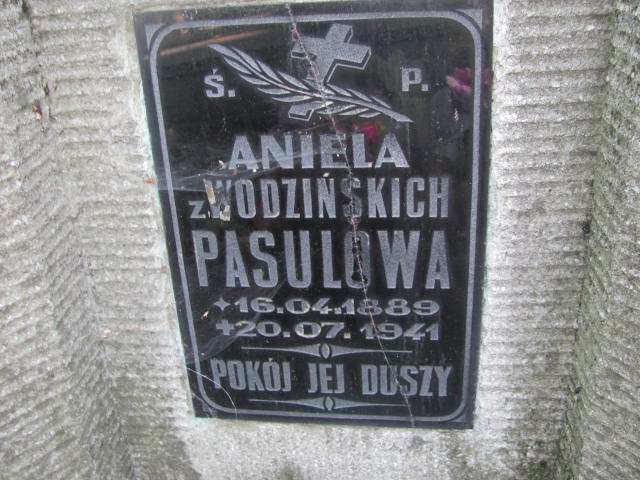 Ś. P.
ANIELA
z WODZIŃSKICH
PASULOWA
16.04.1889
20.07.1941
POKÓJ JEJ DUSZY